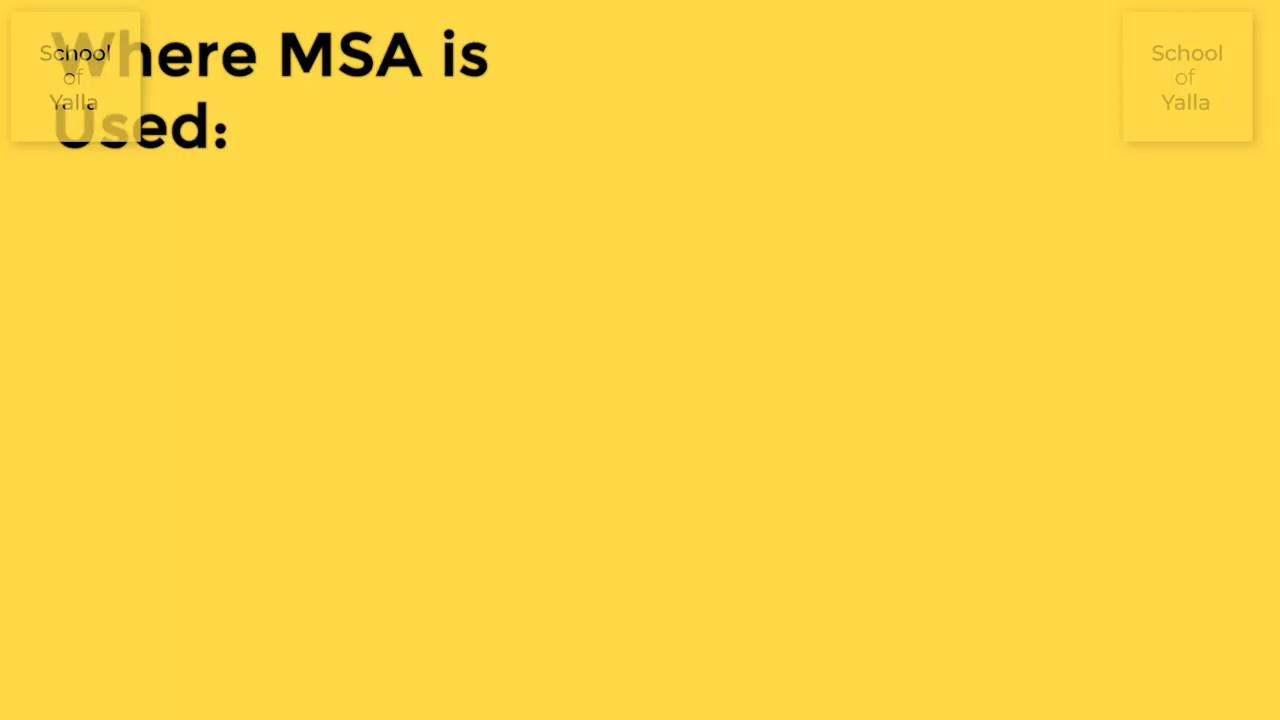 Where MSA is
Used:
School
of
Yalla
School
of
Yalla